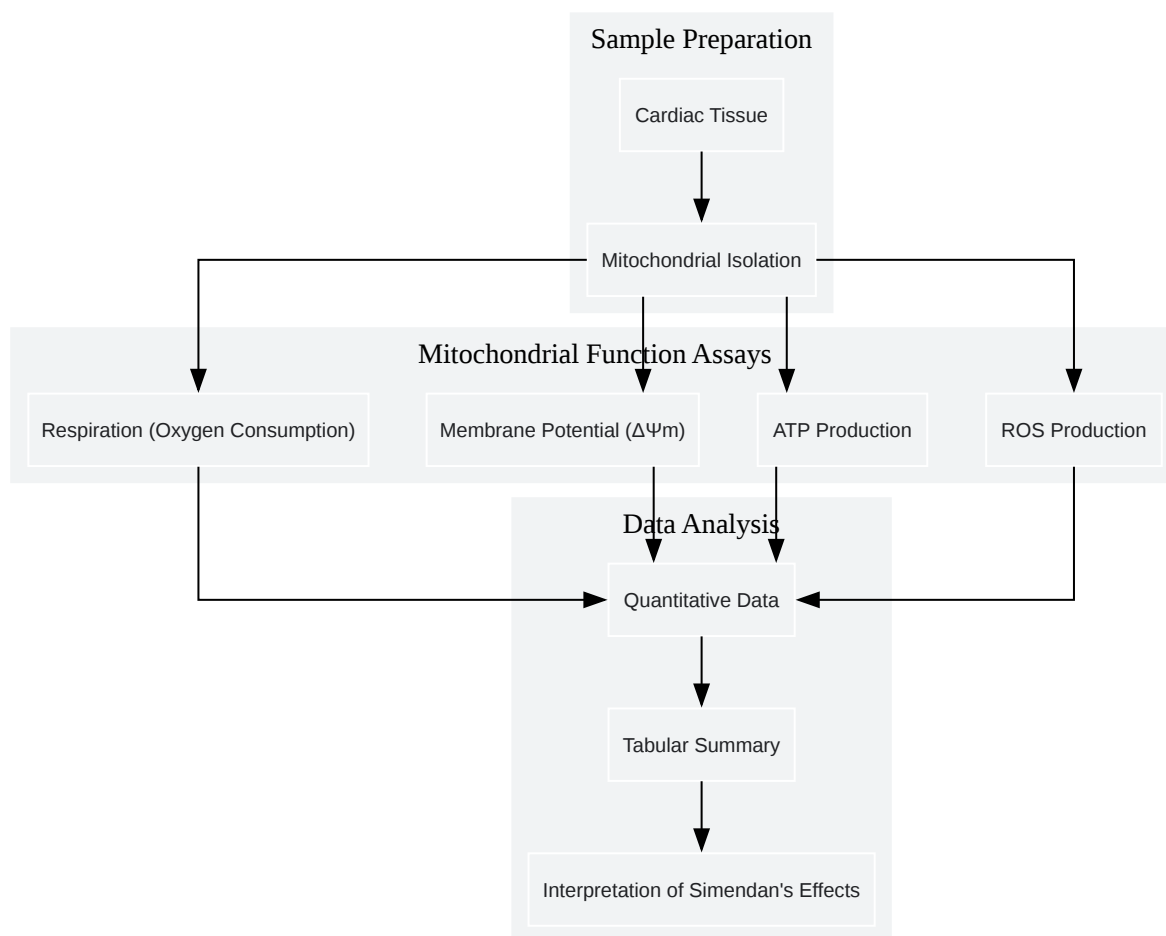 Sample Preparation
Cardiac Tissue
Mitochondrial Isolation
Mitochondrial Function Assays
Respiration (Oxygen Consumption)
Membrane Potential (ΔΨm)
ATP Production
ROS Production
Data Analysis
Quantitative Data
Tabular Summary
Interpretation of Simendan's Effects